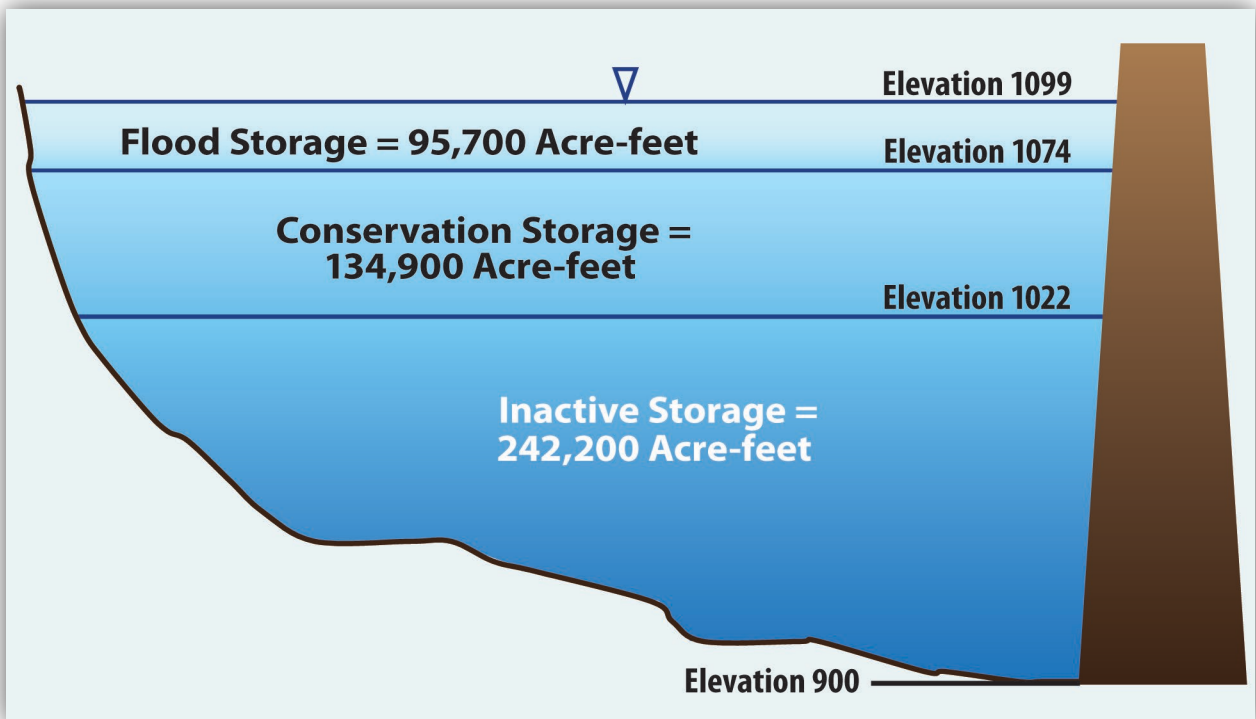 Elevation 1099
Flood Storage = 95,700 Acre-feet
Elevation 1074
Conservation Storage =
134,900 Acre-feet
Elevation 1022
Inactive Storage =
242,200 Acre-feet
Elevation 900